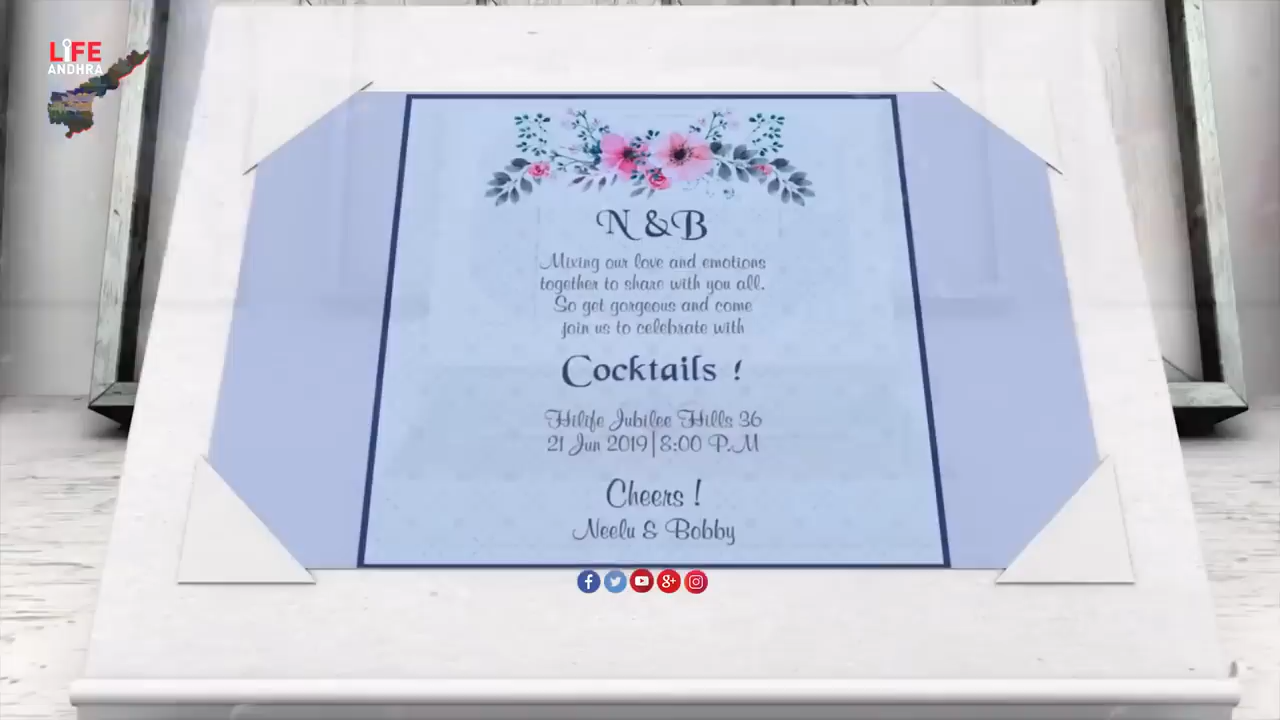 LiFE
ANDHRA
N & B
Mixing our love and emotions
together to share with you all.
So get gorgeous and come
join us to celebrate with
Cocktails !
Hilife Jubilee Hills 36
21 Jun 2019|8:00 P.M
Cheers !
Neelu & Bobby